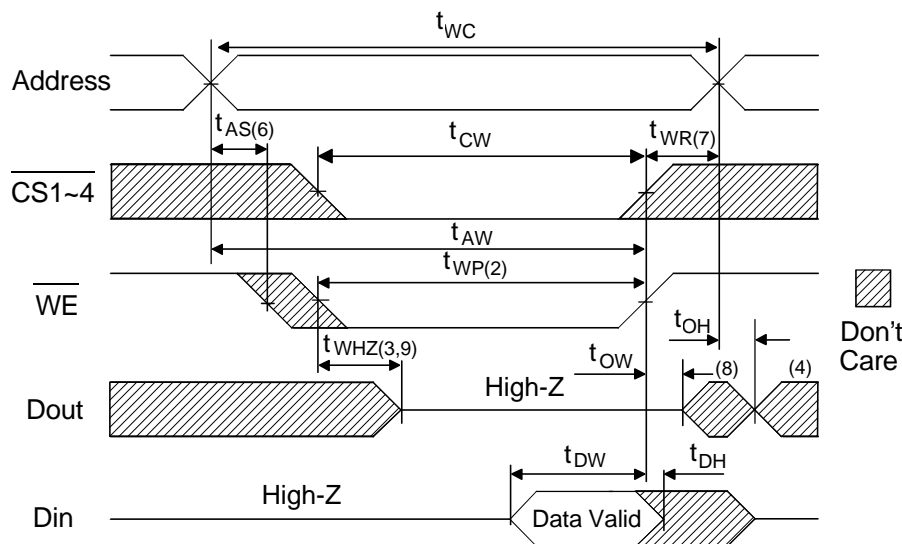 tWC
Address
tAS(6)
tCW
tWR(7)
CS1~4
tAW
tWP(2)
WE
tWHZ(3,9)
tOH
Don't
Care
tOW
(8)
(4)
High-Z
Dout
tDW
tDH
High-Z
Din
Data Valid